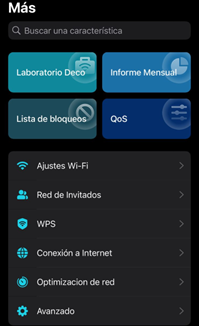 Más
Buscar una característica
Laboratorio Deco
Informe Mensual
Lista de bloqueos
QoS
Ajustes Wi-Fi
Red de Invitados
WPS
Conexión a Internet
Optimizacion de red
Avanzado